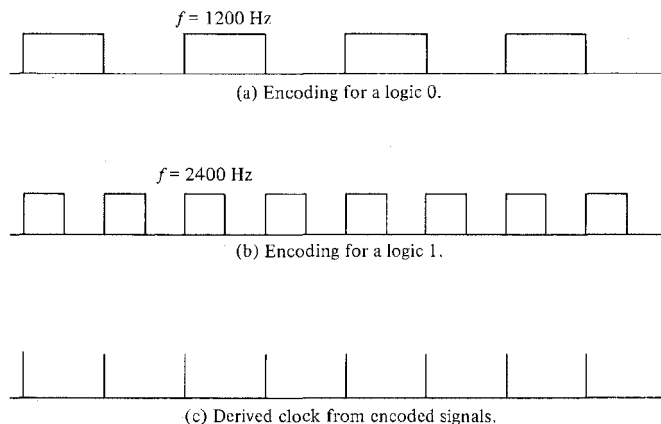 f = 1200 Hz
(a) Encoding for a logic 0.
f = 2400 Hz
(b) Encoding for a logic 1.
(c) Derived clock from encoded signals.